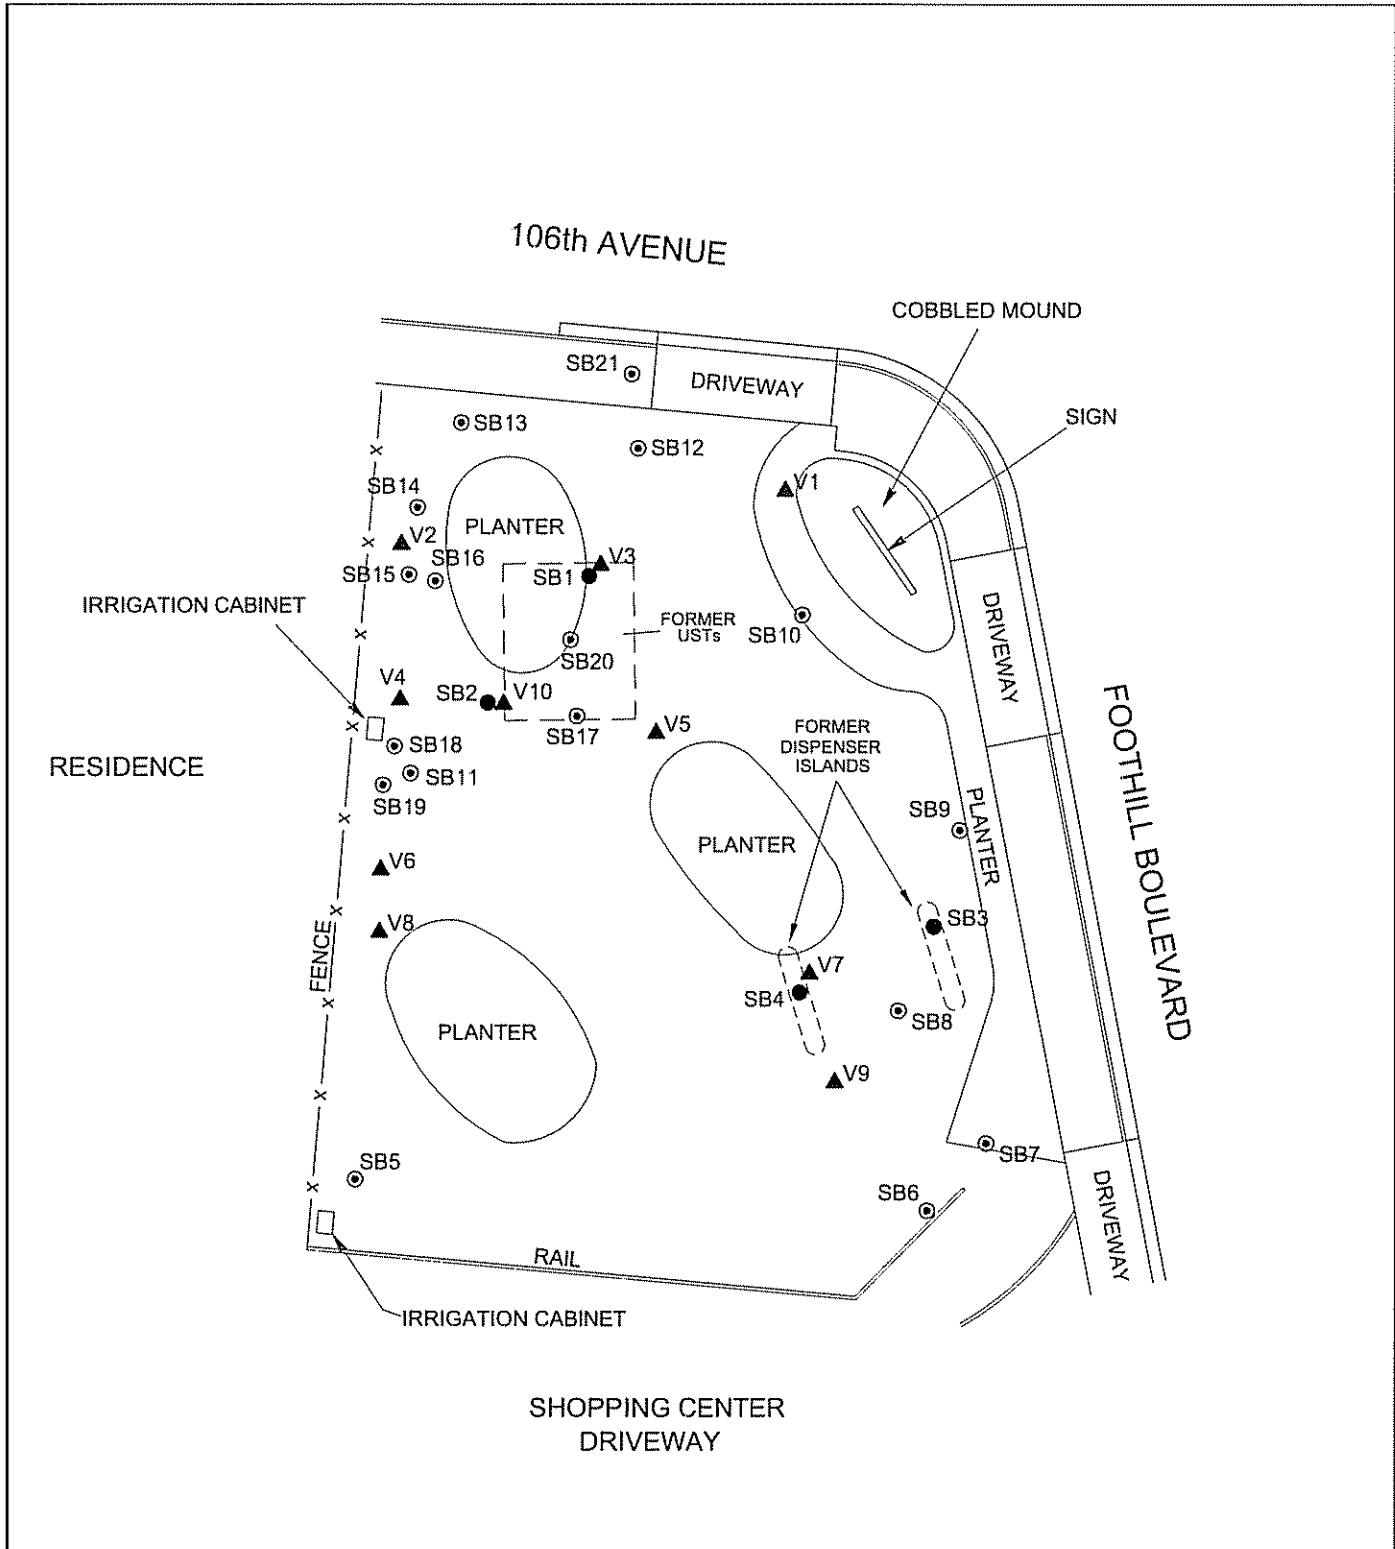 106th AVENUE
COBBLED MOUND
SB21
DRIVEWAY
SIGN
SB13
SB12
SB14
V1
PLANTER
V2
SB16
V3
SB15
SB1
IRRIGATION CABINET
DRIVEWAY
FORMER
USTs
SB10
SB20
V4
SB2
V10
FOOTHILL BOULEVARD
SB17
V5
FORMER
DISPENSER
ISLANDS
SB18
RESIDENCE
SB11
SB19
SB9
PLANTER
PLANTER
V6
SB3
V8
FENCE
V7
SB4
SB8
PLANTER
V9
SB7
SB5
SB6
DRIVEWAY
RAIL
IRRIGATION CABINET
SHOPPING CENTER
DRIVEWAY
x
x
x
x
x
x
x
x
x